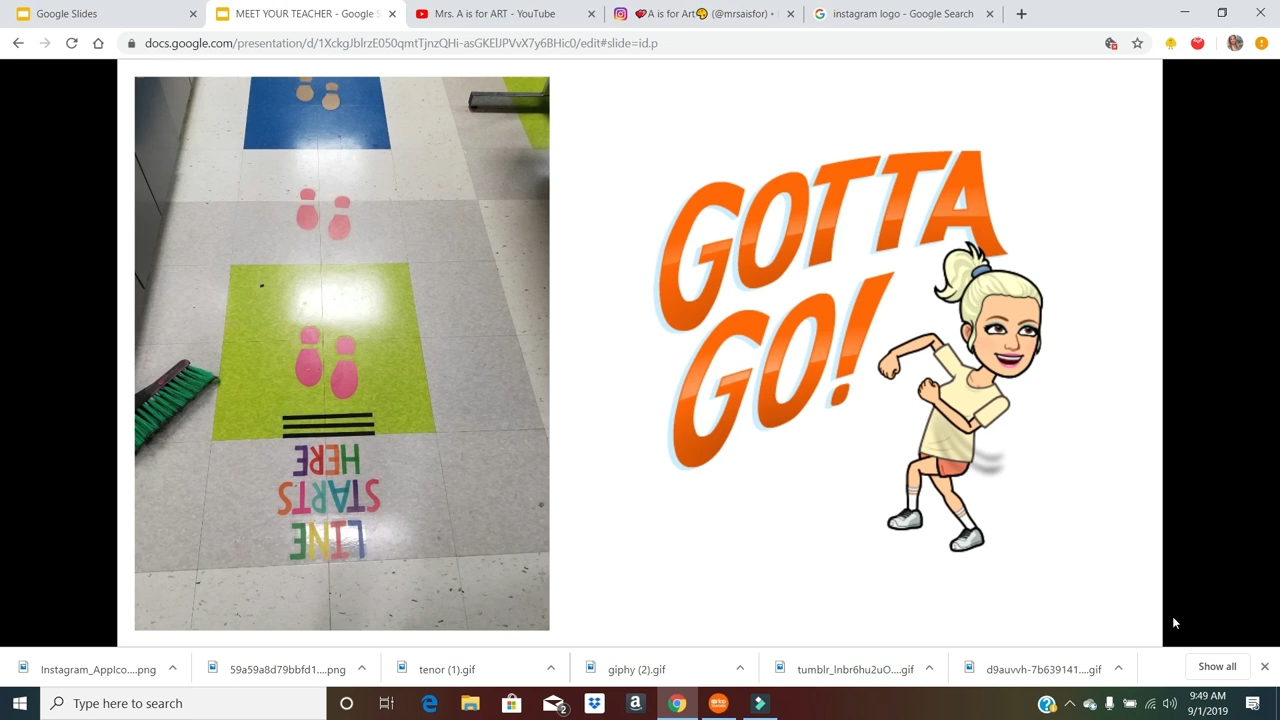 Google Slides
MEET YOUR TEACHER - Google S
Mrs. A is for ART - YouTube
A is for Art
instagram logo - Google Search
docs.google.com/presentation/d/1XckgJblrzE050qmtTjnzQHi-asGKElJPVvX7y6BHic0/edit#slide=id.p
LINE
STARTS
HERE
GOTTA
GO!
Instagram_AppIco....png
59a59a8d79bbfd1....png
tenor (1).gif
giphy (2).gif
tumblr_lnbr6hu2uO....gif
d9auvvh-7b639141....gif
Show all
Type here to search
2
9:49 AM
9/1/2019